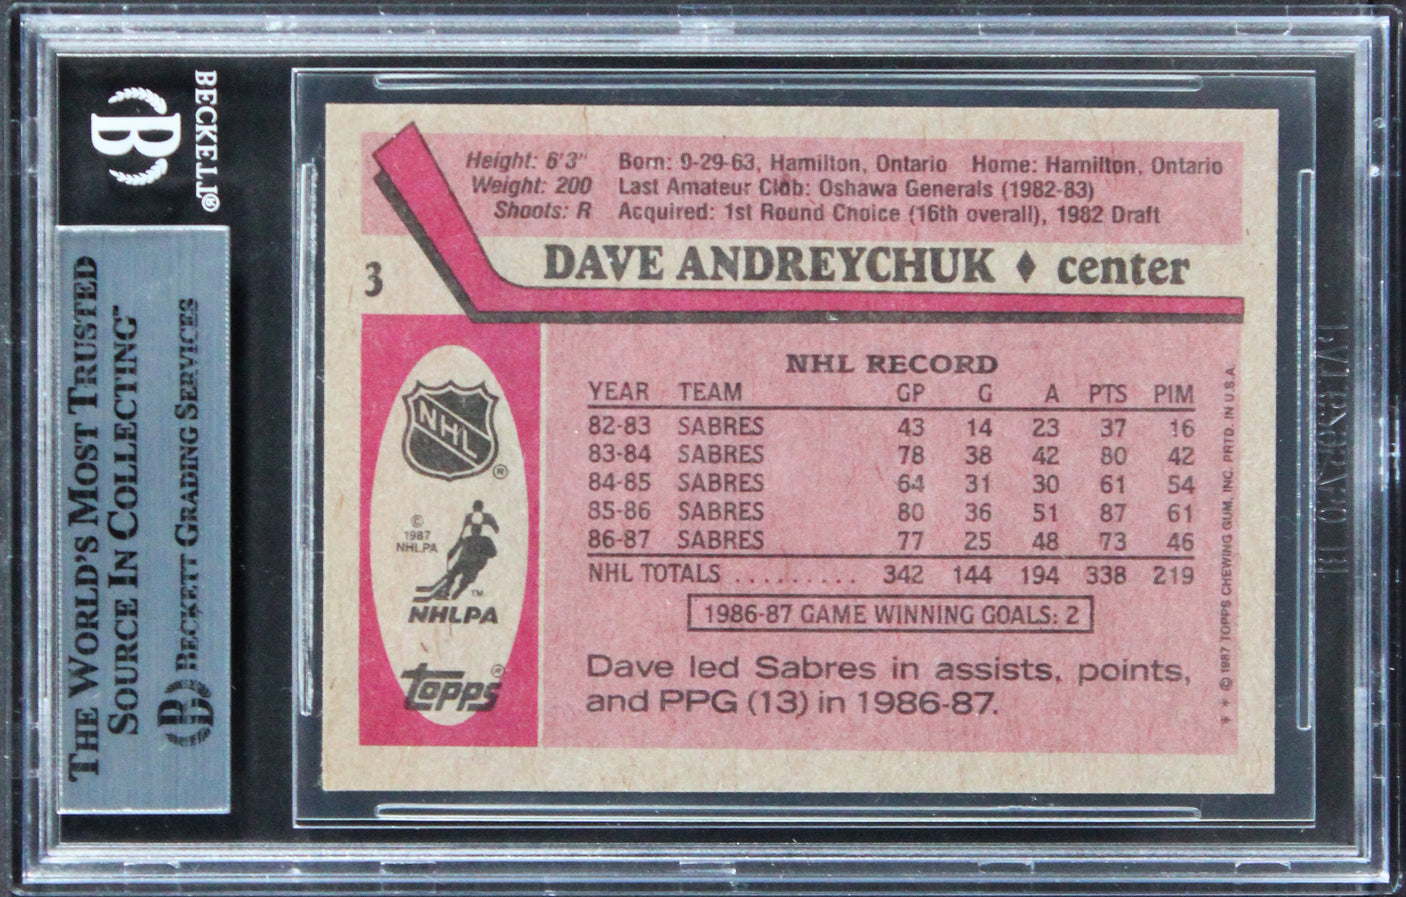 BECKETT®
THE WORLD'S MOST TRUSTED
SOURCE IN COLLECTING™
B BECKETT GRADING SERVICES
Height: 6'3" Born: 9-29-63, Hamilton, Ontario Home: Hamilton, Ontario
Weight: 200 Last Amateur Club: Oshawa Generals (1982-83)
Shoots: R Acquired: 1st Round Choice (16th overall), 1982 Draft
3 DAVE ANDREYCHUK ♦ center
NHL ®
© 1987
NHLPA
TM
NHLPA
topps®
NHL RECORD
YEAR TEAM GP G A PTS PIM
82-83 SABRES 43 14 23 37 16
83-84 SABRES 78 38 42 80 42
84-85 SABRES 64 31 30 61 54
85-86 SABRES 80 36 51 87 61
86-87 SABRES 77 25 48 73 46
NHL TOTALS ......... 342 144 194 338 219
1986-87 GAME WINNING GOALS: 2
Dave led Sabres in assists, points,
and PPG (13) in 1986-87.
* * © 1987 TOPPS CHEWING GUM, INC. PRTD. IN U.S.A.